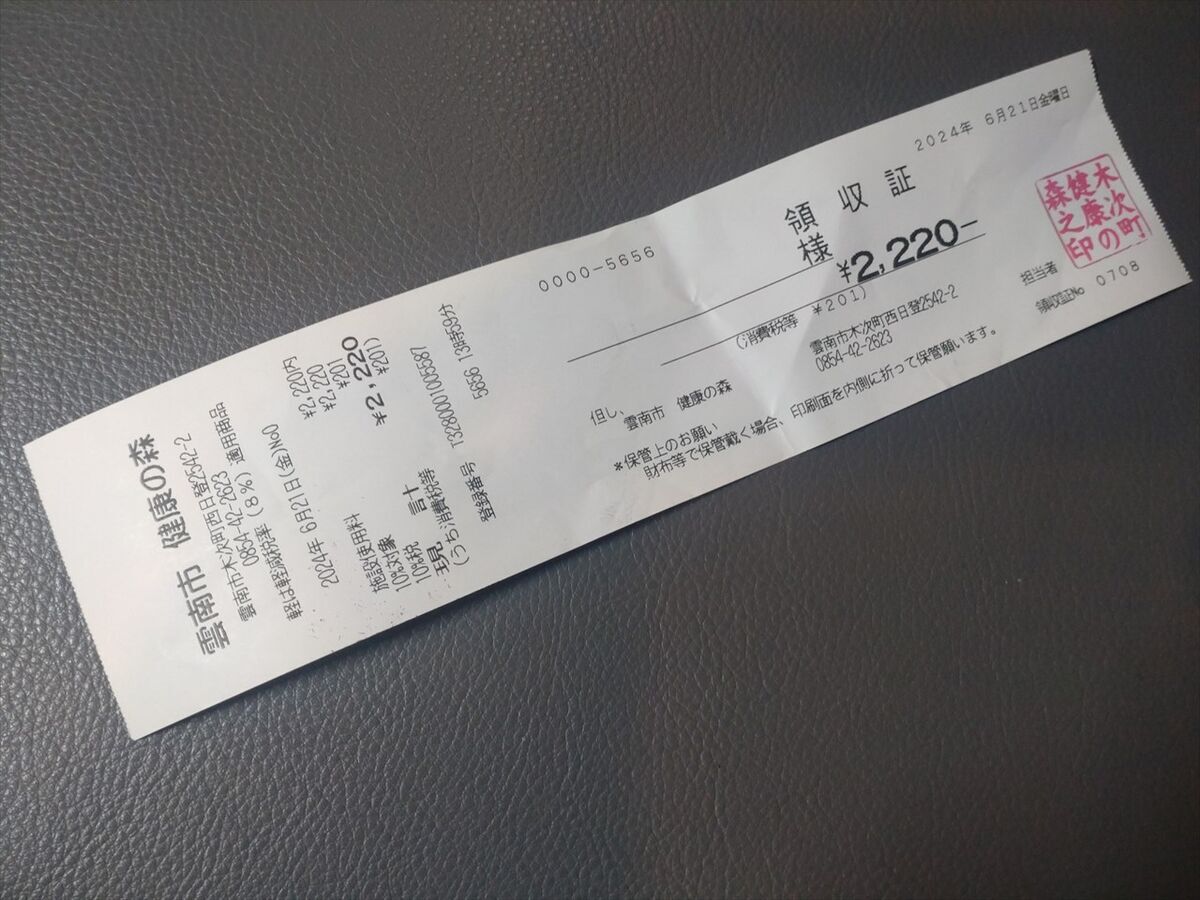 雲南市 健康の森
雲南市木次町西日登2542-2
0854-42-2623
軽は軽減税率(8%)適用商品
2024年 6月21日(金)No0
施設使用料 ¥2,220内
10%対象 ¥2,220
10%税 ¥201
現 計 ¥2,220
(うち消費税等 ¥201)
登録番号 T3280001005587
5656 13時59分
0000-5656
2024年 6月21日金曜日
領収証
様
¥2,220-
(消費税等 ¥201)
但し、
雲南市 健康の森
雲南市木次町西日登2542-2
0854-42-2623
*保管上のお願い
財布等で保管戴く場合、印刷面を内側に折って保管願います。
担当者
領収証No 0708
木次町
健康の
森之印